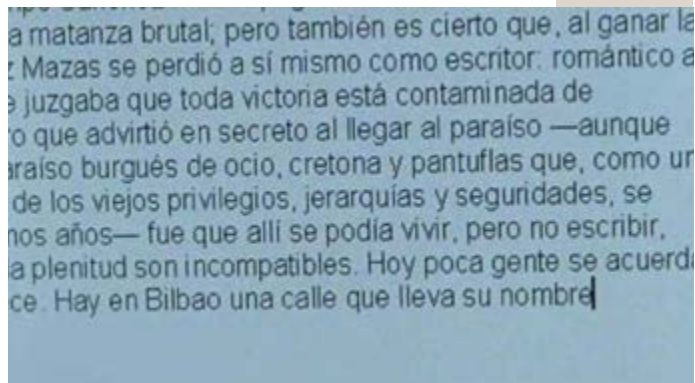 a matanza brutal; pero también es cierto que, al ganar la
Mazas se perdió a sí mismo como escritor: romántico a
juzgaba que toda victoria está contaminada de
o que advirtió en secreto al llegar al paraíso —aunque
araíso burgués de ocio, cretona y pantuflas que, como un
de los viejos privilegios, jerarquías y seguridades, se
nos años— fue que allí se podía vivir, pero no escribir,
a plenitud son incompatibles. Hoy poca gente se acuerda
ce. Hay en Bilbao una calle que lleva su nombre